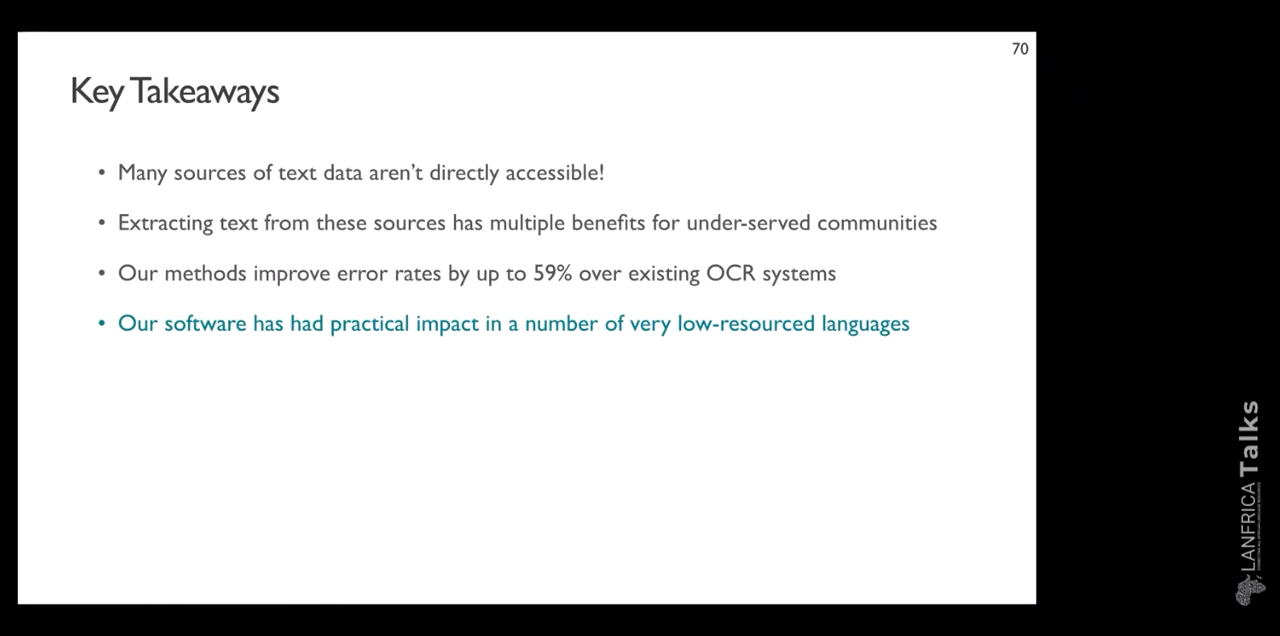 70
Key Takeaways
• Many sources of text data aren’t directly accessible!
• Extracting text from these sources has multiple benefits for under-served communities
• Our methods improve error rates by up to 59% over existing OCR systems
• Our software has had practical impact in a number of very low-resourced languages
LANFRICA Talks